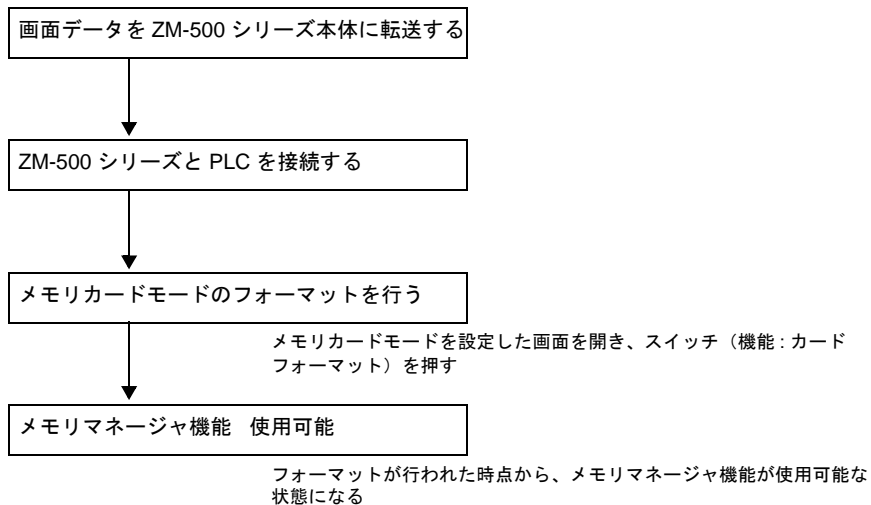 画面データを ZM-500 シリーズ本体に転送する
ZM-500 シリーズと PLC を接続する
メモリカードモードのフォーマットを行う
メモリカードモードを設定した画面を開き、スイッチ（機能 : カード
フォーマット）を押す
メモリマネージャ機能 使用可能
フォーマットが行われた時点から、メモリマネージャ機能が使用可能な
状態になる